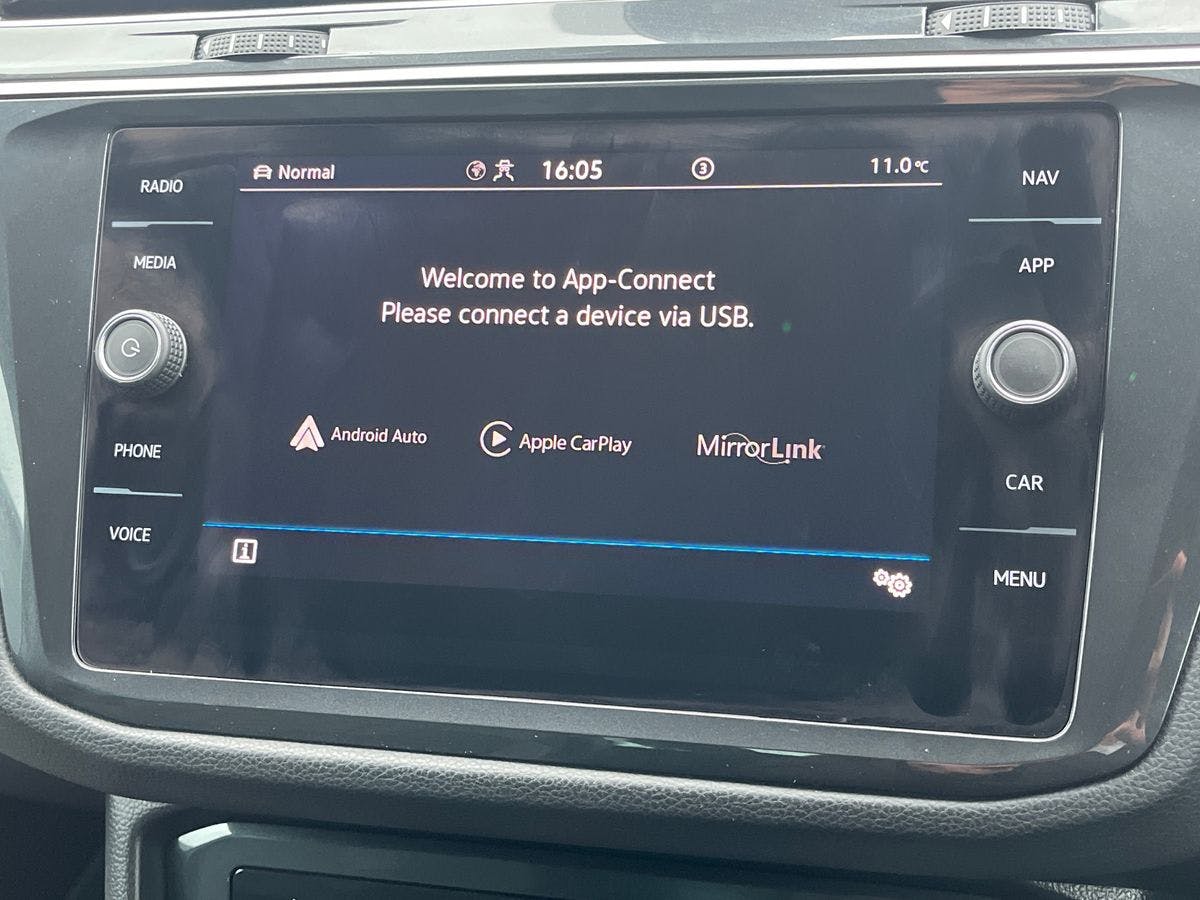 Normal
16:05
3
11.0°C
RADIO
MEDIA
PHONE
VOICE
Welcome to App-Connect
Please connect a device via USB.
Android Auto
Apple CarPlay
MirrorLink
i
NAV
APP
CAR
MENU